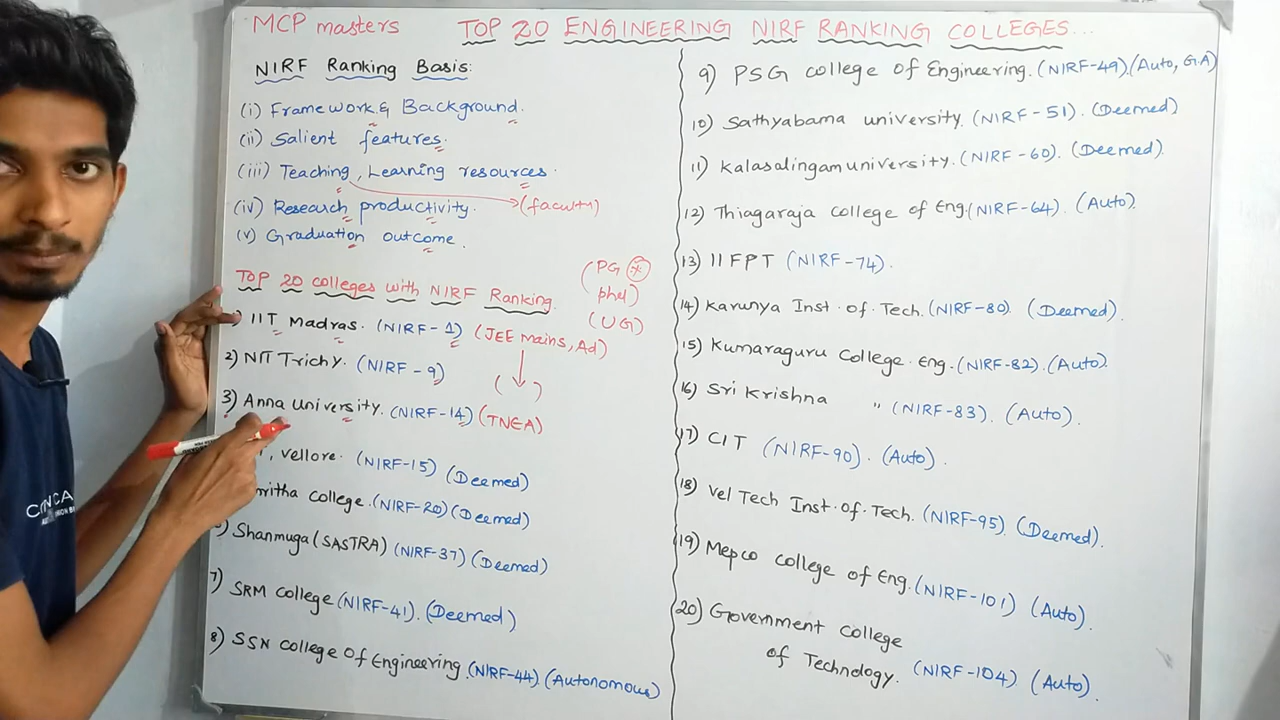 MCP masters TOP 20 ENGINEERING NIRF RANKING COLLEGES...
NIRF Ranking Basis:
(i) Framework & Background.
(ii) Salient features.
(iii) Teaching, Learning resources.
(faculty)
(iv) Research productivity.
(v) Graduation outcome.
(PG *
phd)
(UG)
TOP 20 colleges with NIRF Ranking.
) IIT Madras. (NIRF-1) (JEE mains, Ad)
2) NIT Trichy. (NIRF-9)
( )
3) Anna university. (NIRF-14) (TNEA)
, Vellore. (NIRF-15) (Deemed)
college. (NIRF-20) (Deemed)
) Shanmuga (SASTRA) (NIRF-37) (Deemed)
7) SRM college (NIRF-41). (Deemed)
8) SSN college of Engineering. (NIRF-44) (Autonomous)
9) PSG college of Engineering. (NIRF-49) (Auto, G.A)
10) Sathyabama university. (NIRF-51). (Deemed)
11) Kalasalingam university. (NIRF-60). (Deemed).
12) Thiagaraja college of Eng. (NIRF-64). (Auto).
13) IIFPT (NIRF-74).
14) Karunya Inst. of. Tech. (NIRF-80) (Deemed).
15) Kumaraguru College. Eng. (NIRF-82). (Auto).
16) Sri Krishna " (NIRF-83). (Auto).
17) CIT (NIRF-90). (Auto).
18) Vel Tech Inst. of. Tech. (NIRF-95) (Deemed).
19) Mepco college of Eng. (NIRF-101) (Auto).
20) Government college
of Technology. (NIRF-104) (Auto).